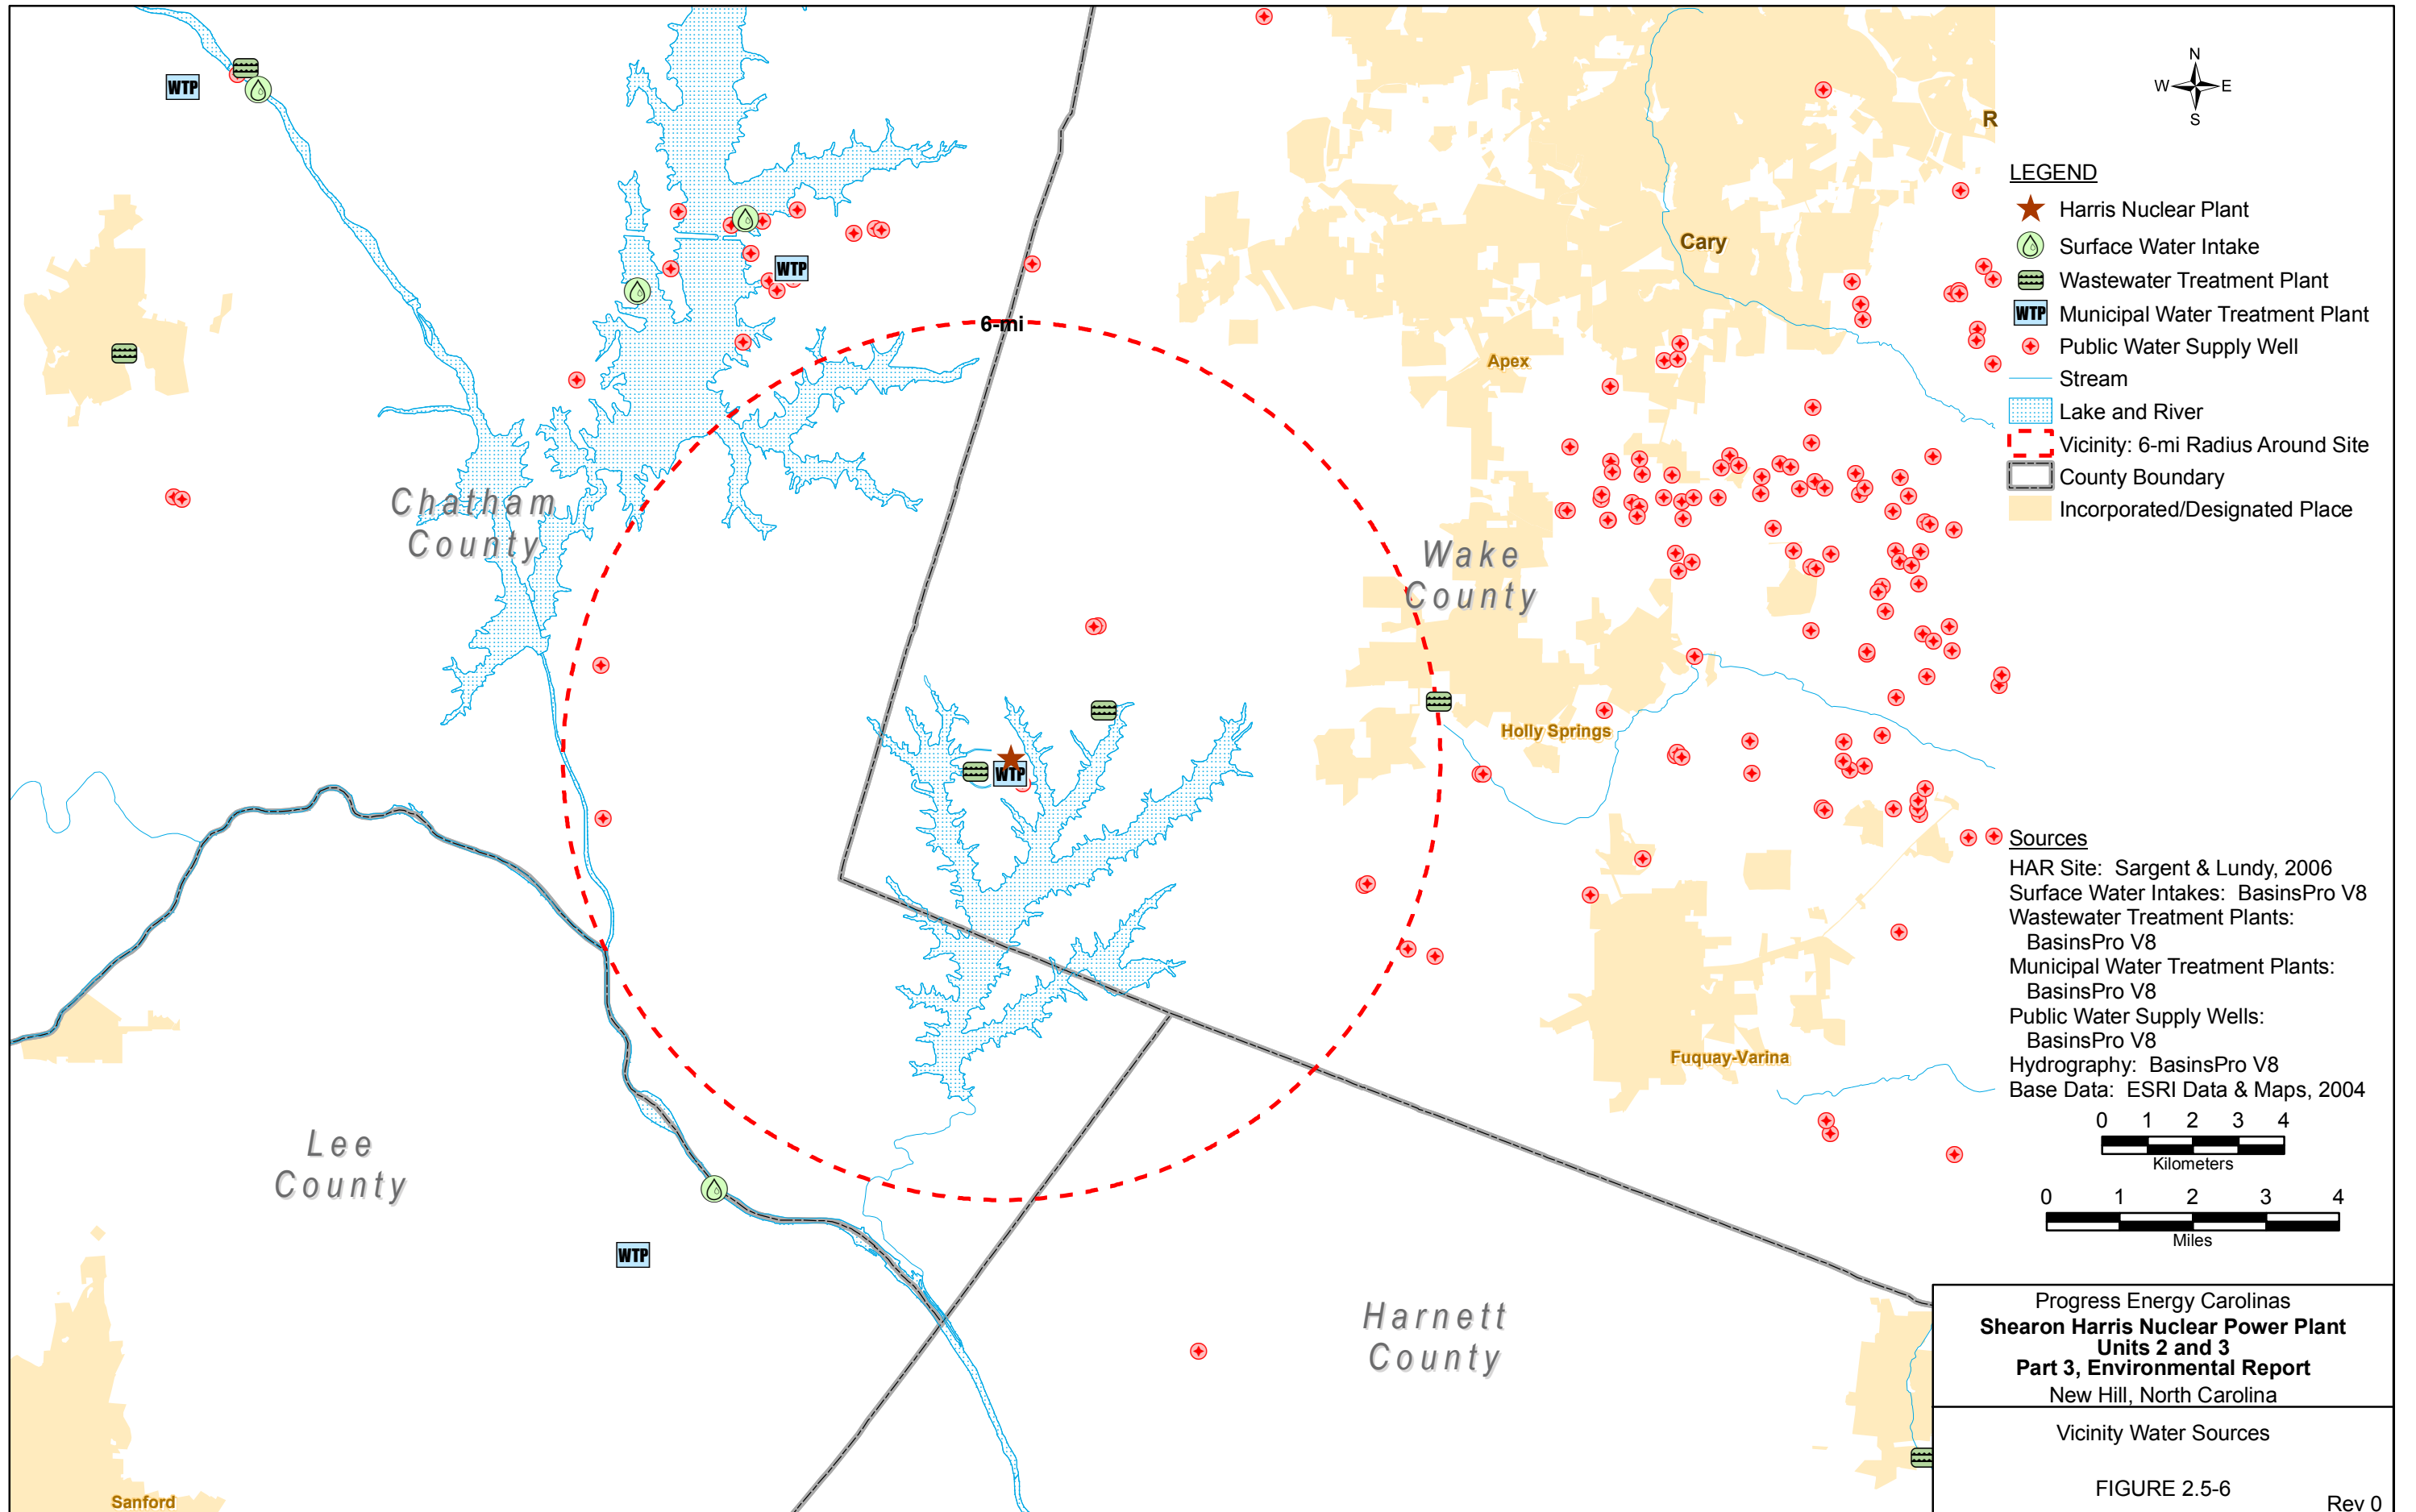 WTP
R
N
W E
S
LEGEND
Harris Nuclear Plant
Surface Water Intake
Wastewater Treatment Plant
WTP Municipal Water Treatment Plant
Public Water Supply Well
Stream
Lake and River
Vicinity: 6-mi Radius Around Site
County Boundary
Incorporated/Designated Place
Cary
WTP
6-mi
Apex
Chatham
County
Wake
County
Holly Springs
WTP
Sources
HAR Site: Sargent & Lundy, 2006
Surface Water Intakes: BasinsPro V8
Wastewater Treatment Plants:
BasinsPro V8
Municipal Water Treatment Plants:
BasinsPro V8
Public Water Supply Wells:
BasinsPro V8
Hydrography: BasinsPro V8
Base Data: ESRI Data & Maps, 2004
Fuquay-Varina
0 1 2 3 4
Kilometers
0 1 2 3 4
Miles
Lee
County
WTP
Harnett
County
Sanford
Progress Energy Carolinas
Shearon Harris Nuclear Power Plant
Units 2 and 3
Part 3, Environmental Report
New Hill, North Carolina
Vicinity Water Sources
FIGURE 2.5-6
Rev 0